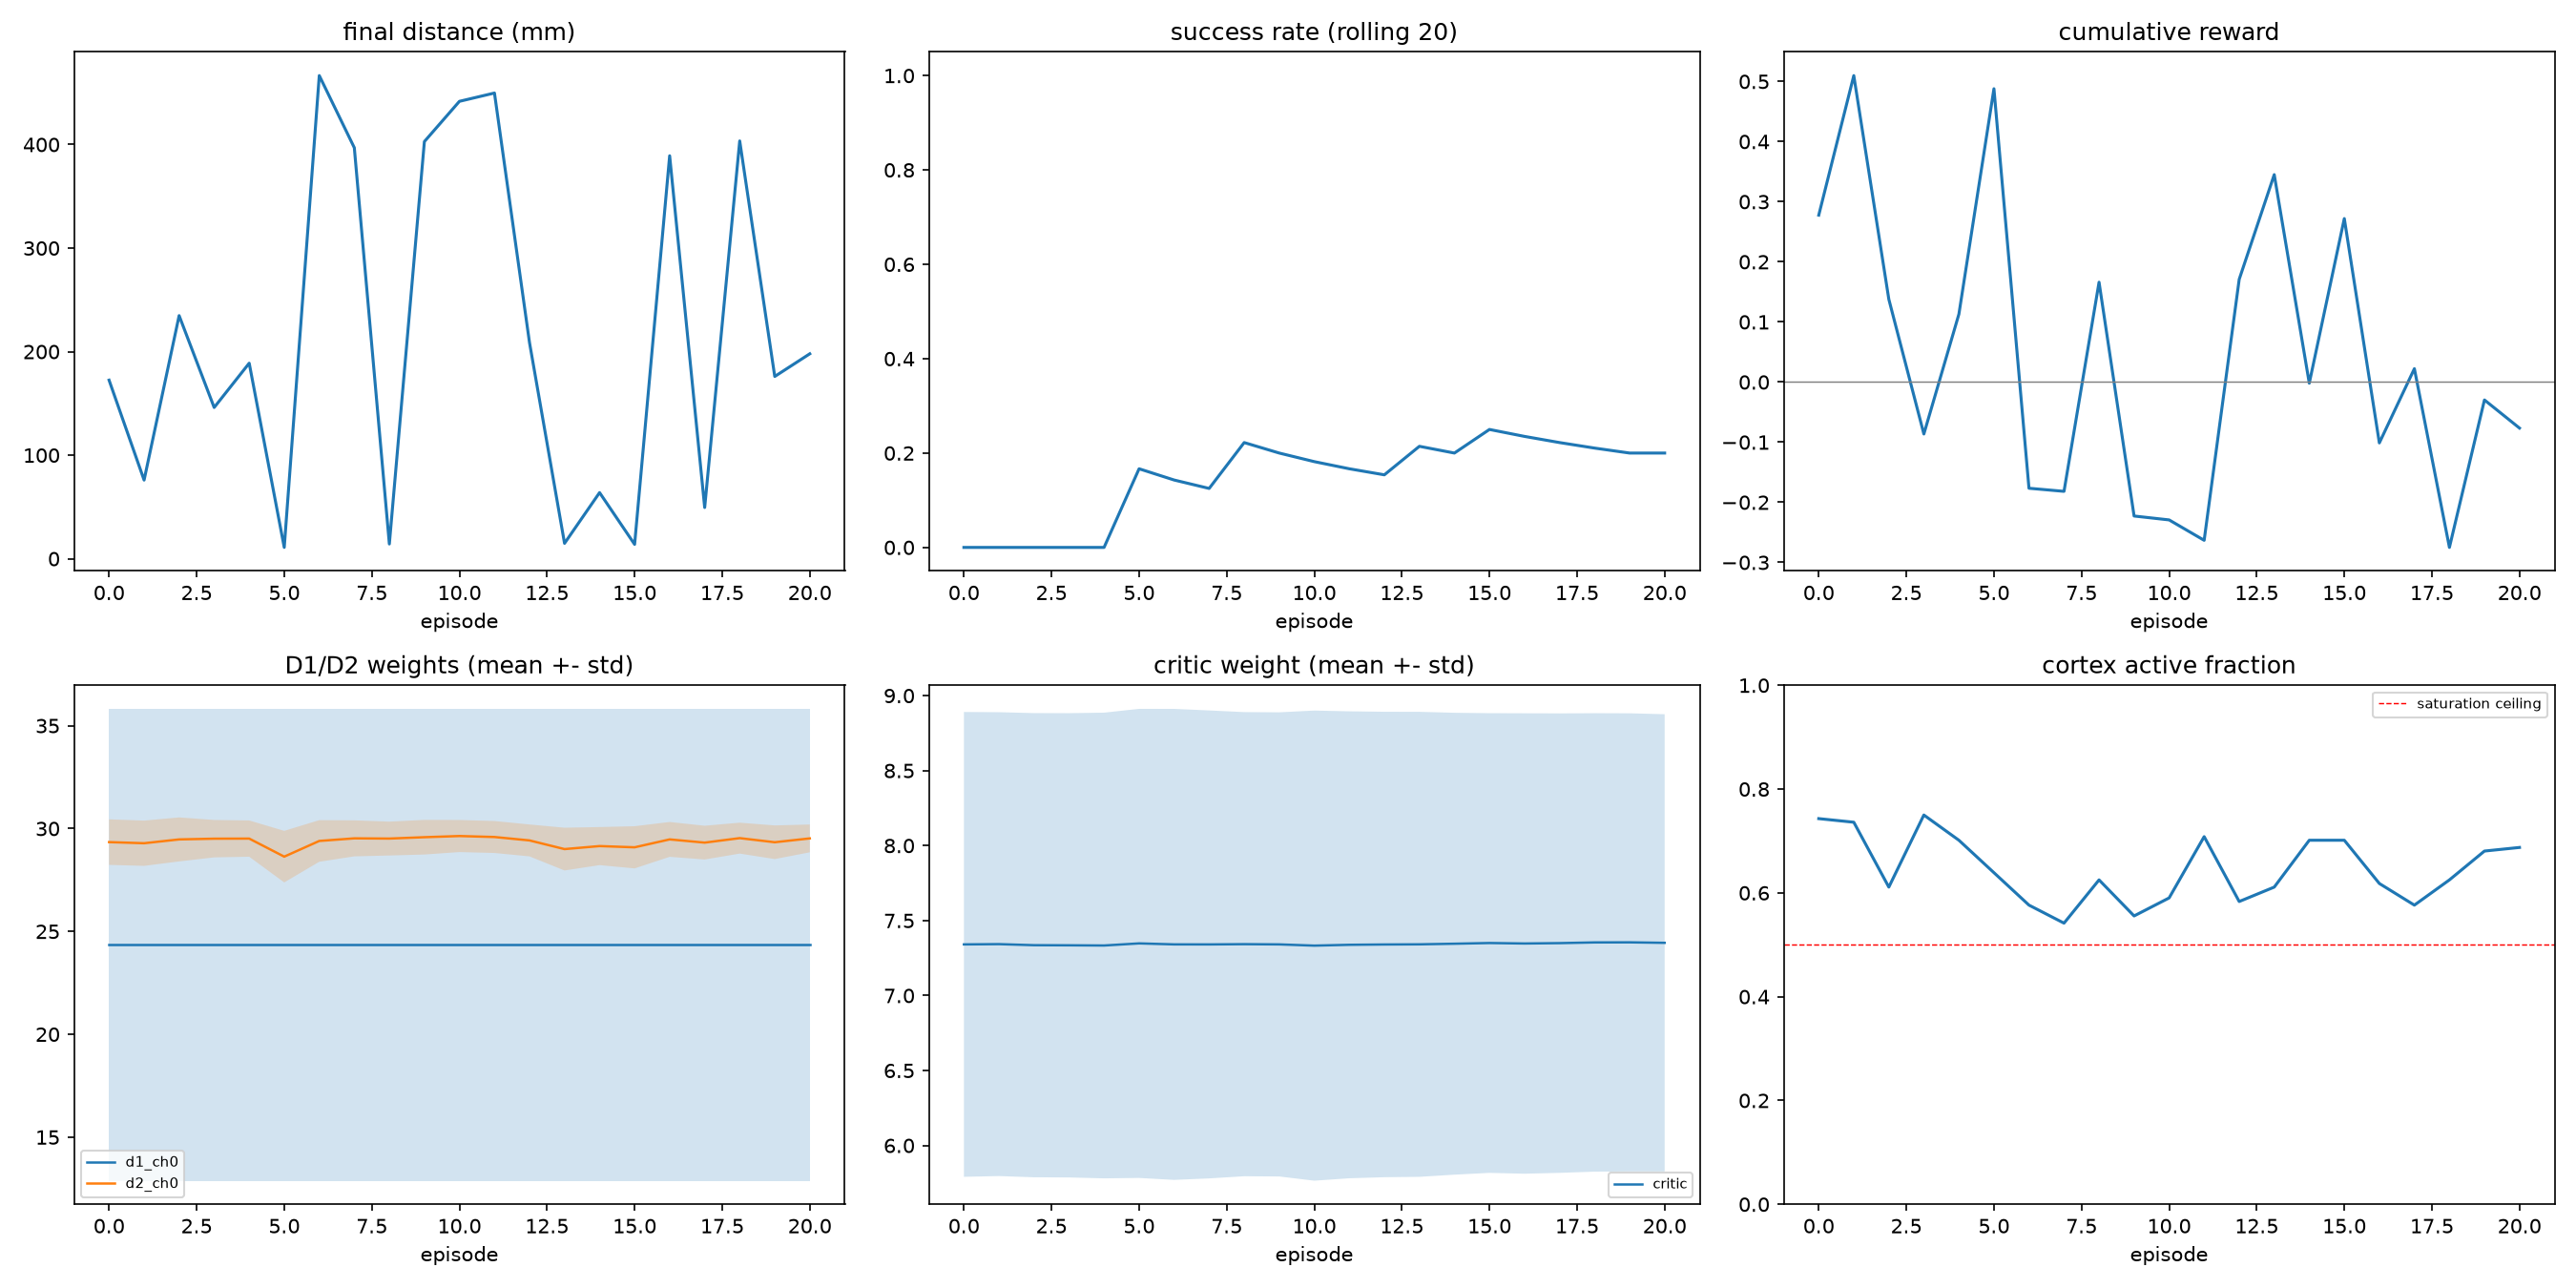 final distance (mm)
400
300
200
100
0
0.0 2.5 5.0 7.5 10.0 12.5 15.0 17.5 20.0
episode
success rate (rolling 20)
1.0
0.8
0.6
0.4
0.2
0.0
0.0 2.5 5.0 7.5 10.0 12.5 15.0 17.5 20.0
episode
cumulative reward
0.5
0.4
0.3
0.2
0.1
0.0
−0.1
−0.2
−0.3
0.0 2.5 5.0 7.5 10.0 12.5 15.0 17.5 20.0
episode
D1/D2 weights (mean +- std)
35
30
25
20
15
d1_ch0
d2_ch0
0.0 2.5 5.0 7.5 10.0 12.5 15.0 17.5 20.0
episode
critic weight (mean +- std)
9.0
8.5
8.0
7.5
7.0
6.5
6.0
critic
0.0 2.5 5.0 7.5 10.0 12.5 15.0 17.5 20.0
episode
cortex active fraction
1.0
saturation ceiling
0.8
0.6
0.4
0.2
0.0
0.0 2.5 5.0 7.5 10.0 12.5 15.0 17.5 20.0
episode